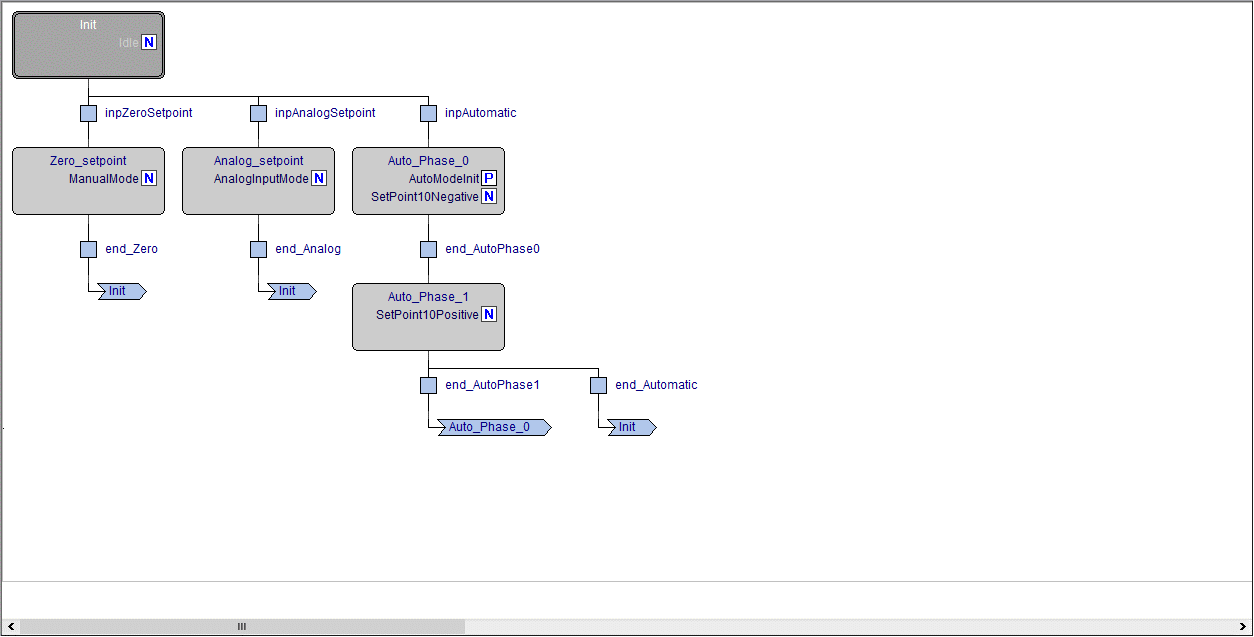 Init
Idle N
inpZeroSetpoint inpAnalogSetpoint inpAutomatic
Zero_setpoint Analog_setpoint Auto_Phase_0
ManualMode N AnalogInputMode N AutoModeInit P
SetPoint10Negative N
end_Zero end_Analog end_AutoPhase0
Init Init
Auto_Phase_1
SetPoint10Positive N
end_AutoPhase1 end_Automatic
Auto_Phase_0 Init